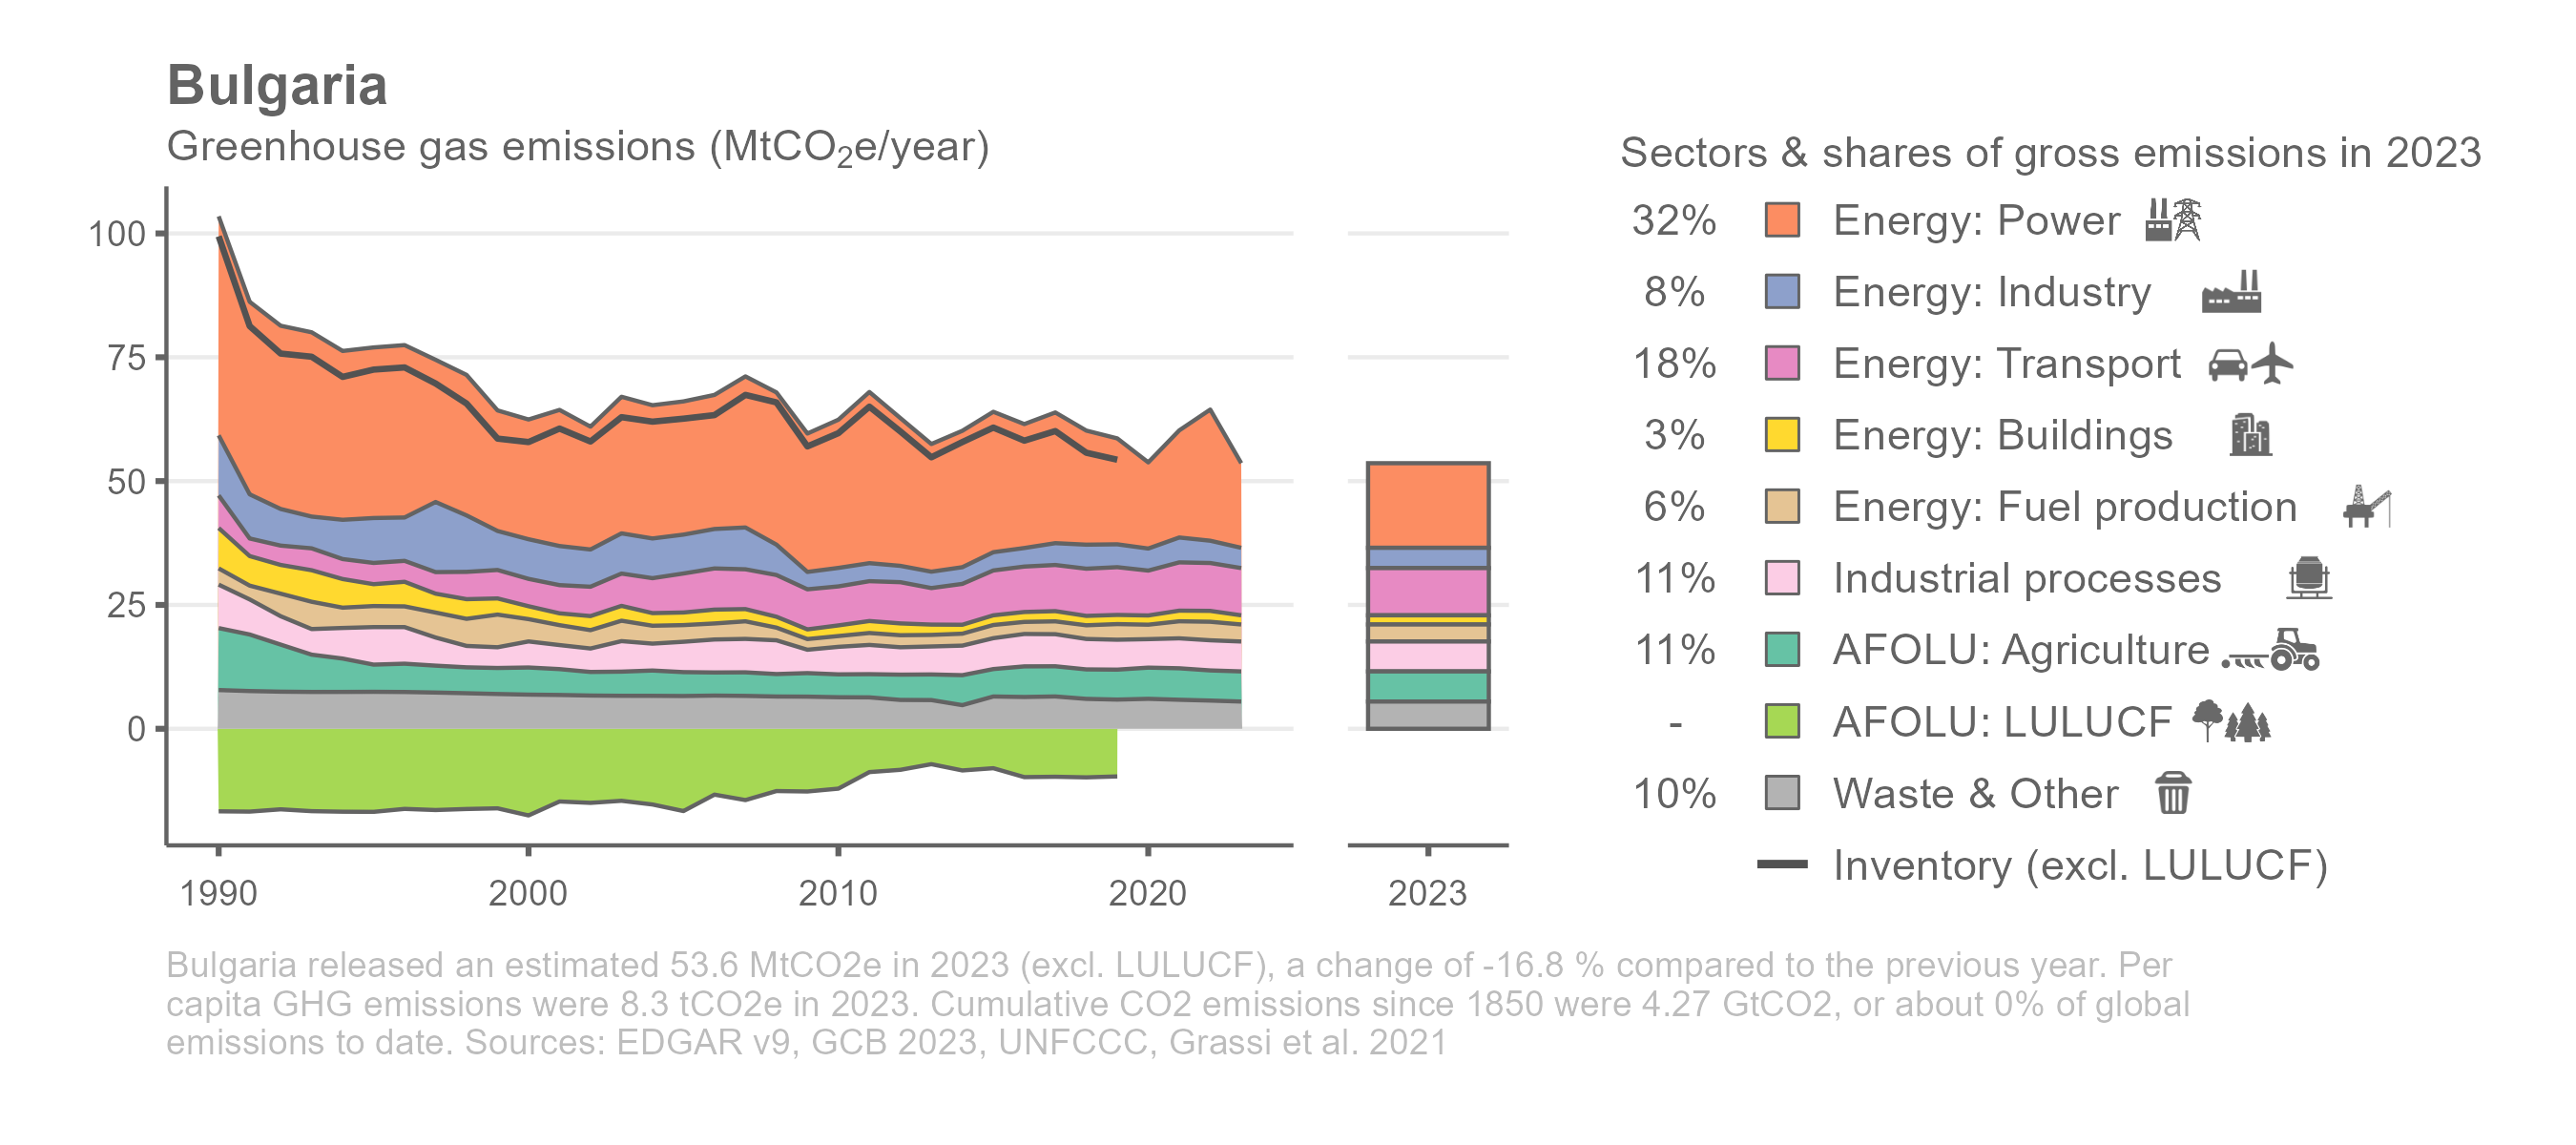 Bulgaria
Greenhouse gas emissions (MtCO₂e/year)
100
75
50
25
0
1990
2000
2010
2020
2023
Sectors & shares of gross emissions in 2023
32% Energy: Power
8% Energy: Industry
18% Energy: Transport
3% Energy: Buildings
6% Energy: Fuel production
11% Industrial processes
11% AFOLU: Agriculture
- AFOLU: LULUCF
10% Waste & Other
Inventory (excl. LULUCF)
Bulgaria released an estimated 53.6 MtCO2e in 2023 (excl. LULUCF), a change of -16.8 % compared to the previous year. Per
capita GHG emissions were 8.3 tCO2e in 2023. Cumulative CO2 emissions since 1850 were 4.27 GtCO2, or about 0% of global
emissions to date. Sources: EDGAR v9, GCB 2023, UNFCCC, Grassi et al. 2021